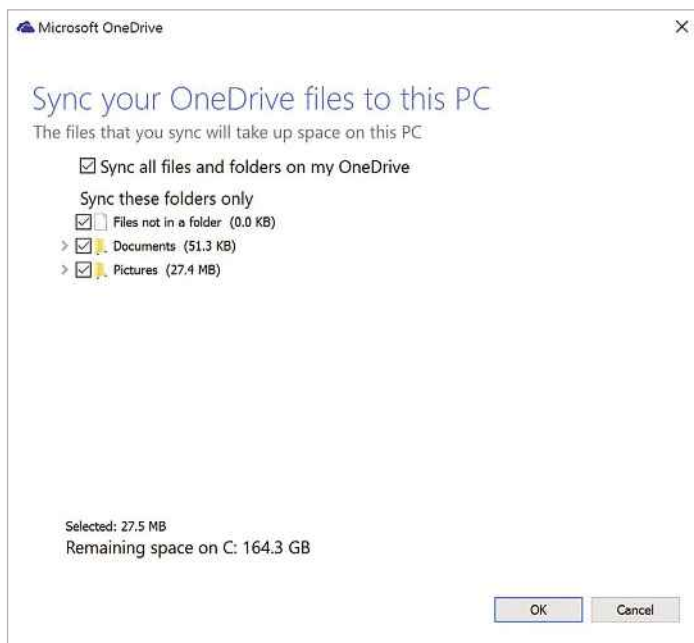 Microsoft OneDrive
Sync your OneDrive files to this PC
The files that you sync will take up space on this PC
Sync all files and folders on my OneDrive
Sync these folders only
Files not in a folder (0.0 KB)
Documents (51.3 KB)
Pictures (27.4 MB)
Selected: 27.5 MB
Remaining space on C: 164.3 GB
OK Cancel